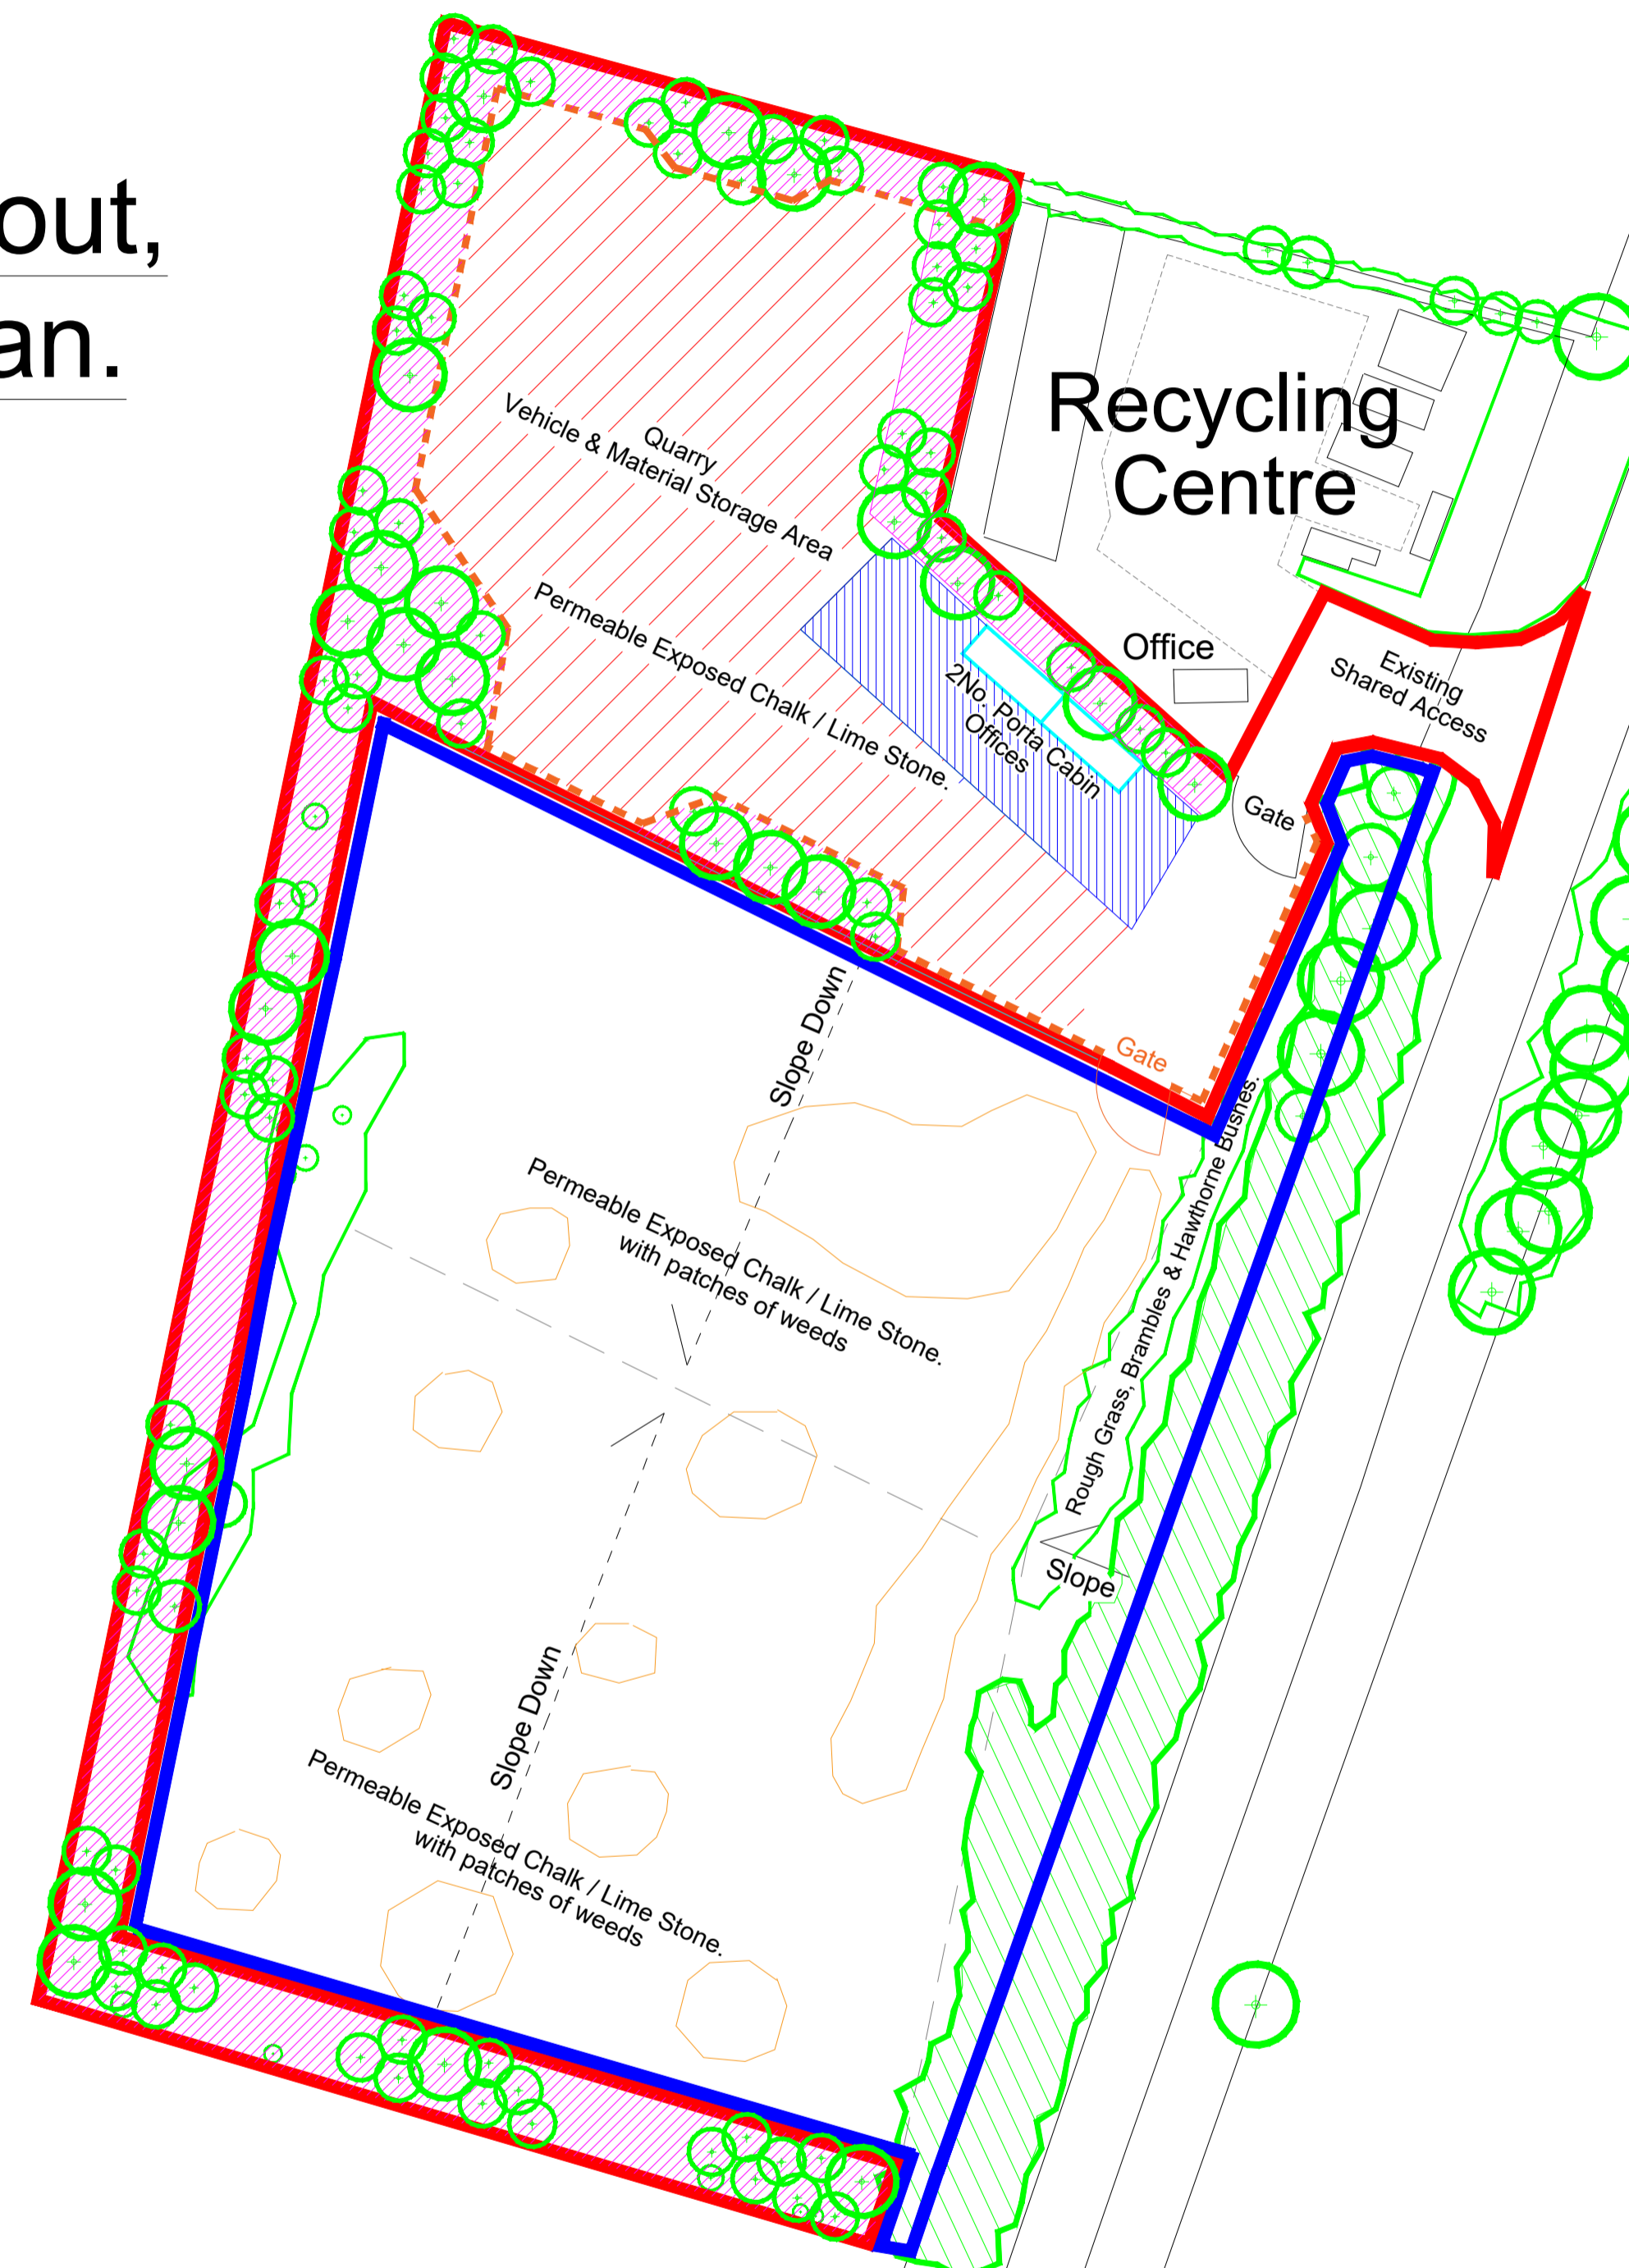 out,
an.
Recycling
Centre
Quarry
Vehicle & Material Storage Area
Permeable Exposed Chalk / Lime Stone.
2No. Porta Cabin
Offices
Office
Existing
Shared Access
Gate
Slope Down
Gate
Permeable Exposed Chalk / Lime Stone.
with patches of weeds
Rough Grass, Brambles & Hawthorne Bushes.
Slope
Slope Down
Permeable Exposed Chalk / Lime Stone.
with patches of weeds